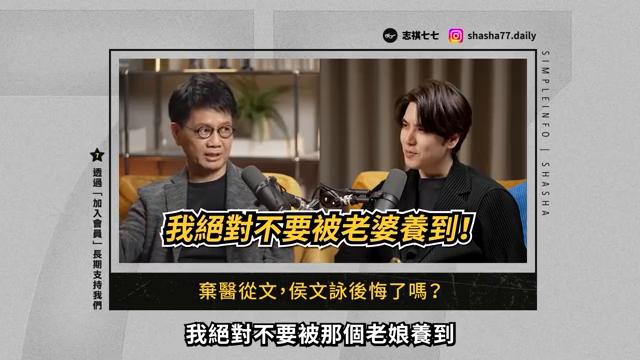 志祺七七
shasha77.daily
SIMPLEINFO | SHASHA
透過「加入會員」長期支持我們
我絕對不要被老婆養到!
棄醫從文，侯文詠後悔了嗎？
我絕對不要被那個老娘養到